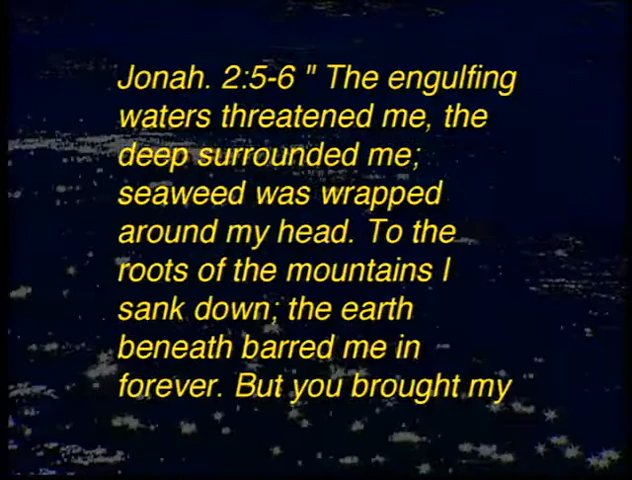 Jonah. 2:5-6 " The engulfing
waters threatened me, the
deep surrounded me;
seaweed was wrapped
around my head. To the
roots of the mountains I
sank down; the earth
beneath barred me in
forever. But you brought my